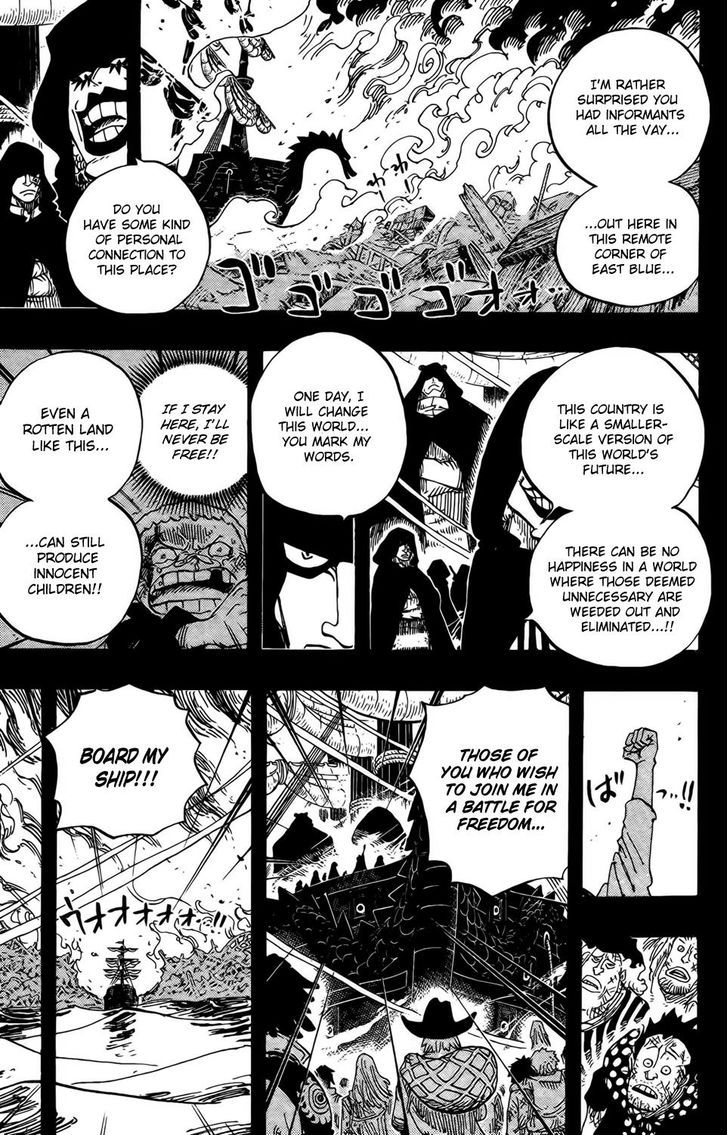 I'M RATHER
SURPRISED YOU
HAD INFORMANTS
ALL THE VAY...
...OUT HERE IN
THIS REMOTE
CORNER OF
EAST BLUE...
DO YOU
HAVE SOME KIND
OF PERSONAL
CONNECTION TO
THIS PLACE?
ゴゴゴゴォォ...
THIS COUNTRY IS
LIKE A SMALLER-
SCALE VERSION OF
THIS WORLD'S
FUTURE...
THERE CAN BE NO
HAPPINESS IN A WORLD
WHERE THOSE DEEMED
UNNECESSARY ARE
WEEDED OUT AND
ELIMINATED...!!
ONE DAY, I
WILL CHANGE
THIS WORLD...
YOU MARK MY
WORDS.
IF I STAY
HERE, I'LL
NEVER BE
FREE!!
EVEN A
ROTTEN LAND
LIKE THIS...
...CAN STILL
PRODUCE
INNOCENT
CHILDREN!!
ばっ...!!
THOSE OF
YOU WHO WISH
TO JOIN ME IN
A BATTLE FOR
FREEDOM...
BOARD MY
SHIP!!!
ウオオオオオ...!!